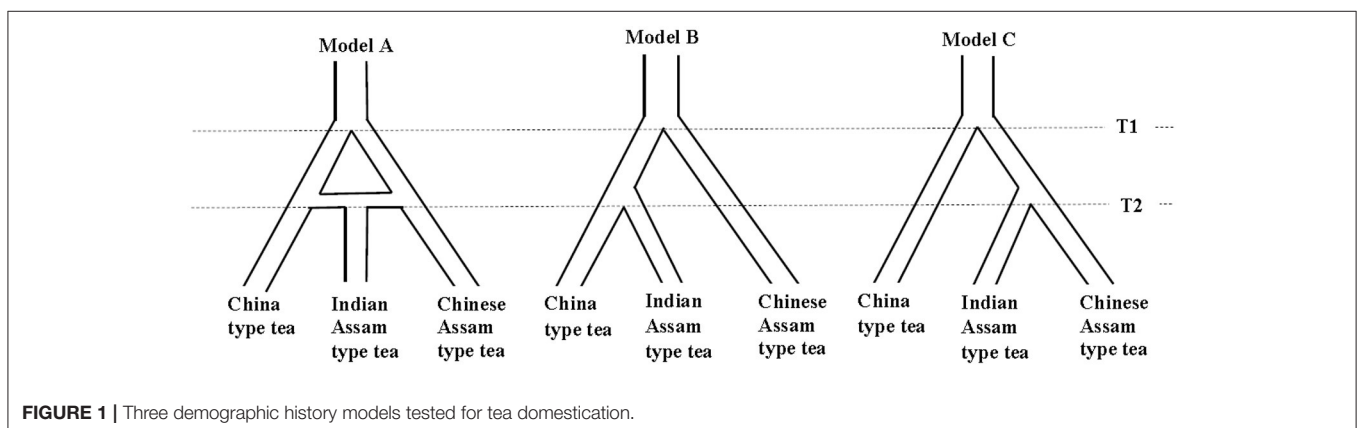 Model A
Model B
Model C
T1
T2
China
type tea
Indian
Assam
type tea
Chinese
Assam
type tea
China
type tea
Indian
Assam
type tea
Chinese
Assam
type tea
China
type tea
Indian
Assam
type tea
Chinese
Assam
type tea
FIGURE 1 | Three demographic history models tested for tea domestication.